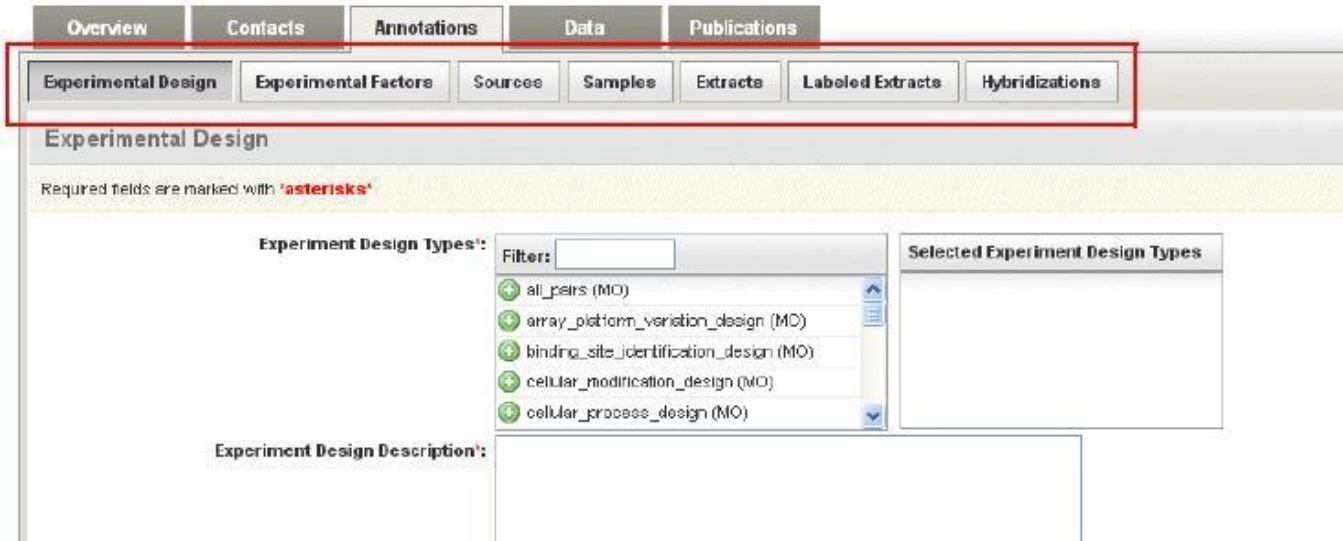 Overview Contacts Annotations Data Publications
Experimental Design Experimental Factors Sources Samples Extracts Labeled Extracts Hybridizations
Experimental Design
Required fields are marked with *asterisks*
Experiment Design Types*: Filter: Selected Experiment Design Types
all_pairs (MO)
array_platform_variation_design (MO)
binding_site_identification_design (MO)
cellular_modification_design (MO)
cellular_process_design (MO)
Experiment Design Description*: